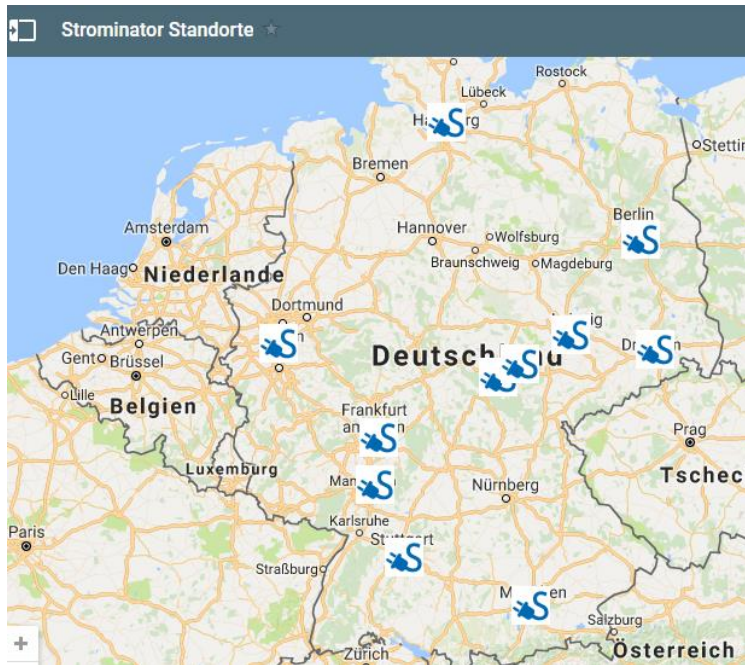 Strominator Standorte
Rostock
Lübeck
S
Stettin
Bremen
Berlin
S
Amsterdam
Hannover
Wolfsburg
Braunschweig
Magdeburg
Den Haag
Niederlande
Dortmund
S
Antwerpen
S
S
Gent
Brüssel
S
S
Lille
Belgien
Frankfurt
S
Prag
Luxemburg
S
Nürnberg
Tschec
Paris
Karlsruhe
S
Straßburg
S
Salzburg
Zürich
Österreich
+